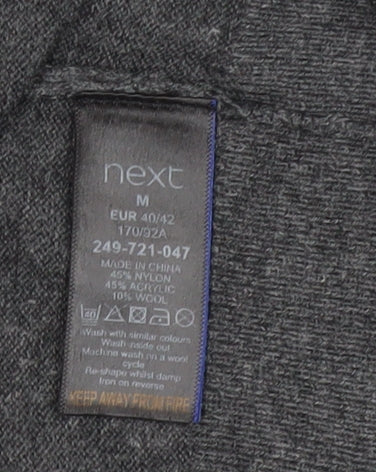 next
M
EUR 40/42
170/92A
249-721-047
MADE IN CHINA
45% NYLON
45% ACRYLIC
10% WOOL
40
Wash with similar colours
Wash inside out
Machine wash on a wool
cycle
Re-shape whilst damp
Iron on reverse
KEEP AWAY FROM FIRE